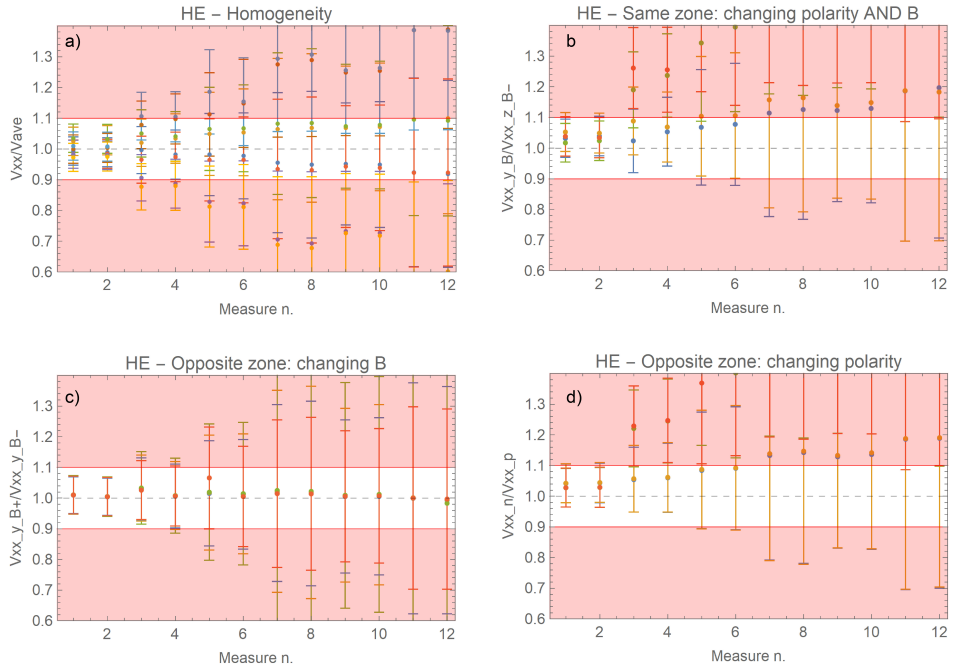 HE − Homogeneity
a)
Vxx/Vave
1.3
1.2
1.1
1.0
0.9
0.8
0.7
0.6
2 4 6 8 10 12
Measure n.
HE − Same zone: changing polarity AND B
b)
Vxx_y_B/Vxx_z_B−
1.3
1.2
1.1
1.0
0.9
0.8
0.7
0.6
2 4 6 8 10 12
Measure n.
HE − Opposite zone: changing B
c)
Vxx_y_B+/Vxx_y_B−
1.3
1.2
1.1
1.0
0.9
0.8
0.7
0.6
2 4 6 8 10 12
Measure n.
HE − Opposite zone: changing polarity
d)
Vxx_n/Vxx_p
1.3
1.2
1.1
1.0
0.9
0.8
0.7
0.6
2 4 6 8 10 12
Measure n.